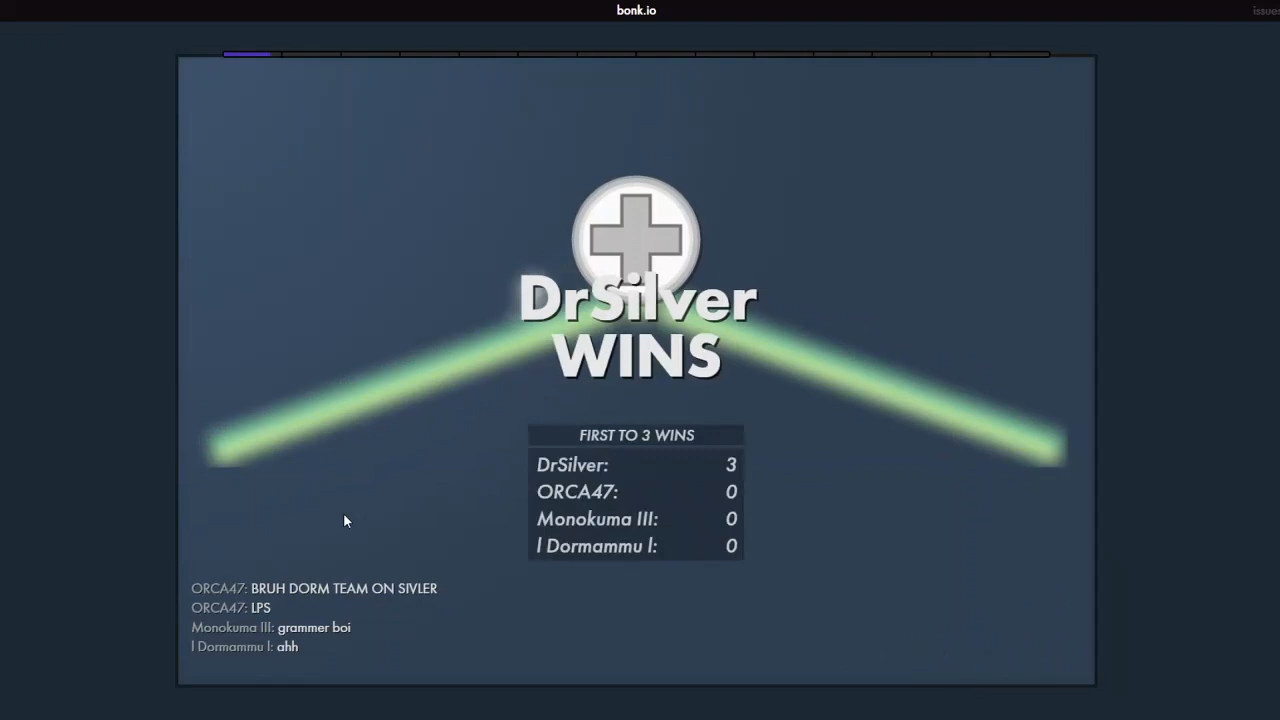 bonk.io
issues
DrSilver
WINS
FIRST TO 3 WINS
DrSilver: 3
ORCA47: 0
Monokuma III: 0
l Dormammu l: 0
ORCA47: BRUH DORM TEAM ON SIVLER
ORCA47: LPS
Monokuma III: grammer boi
l Dormammu l: ahh